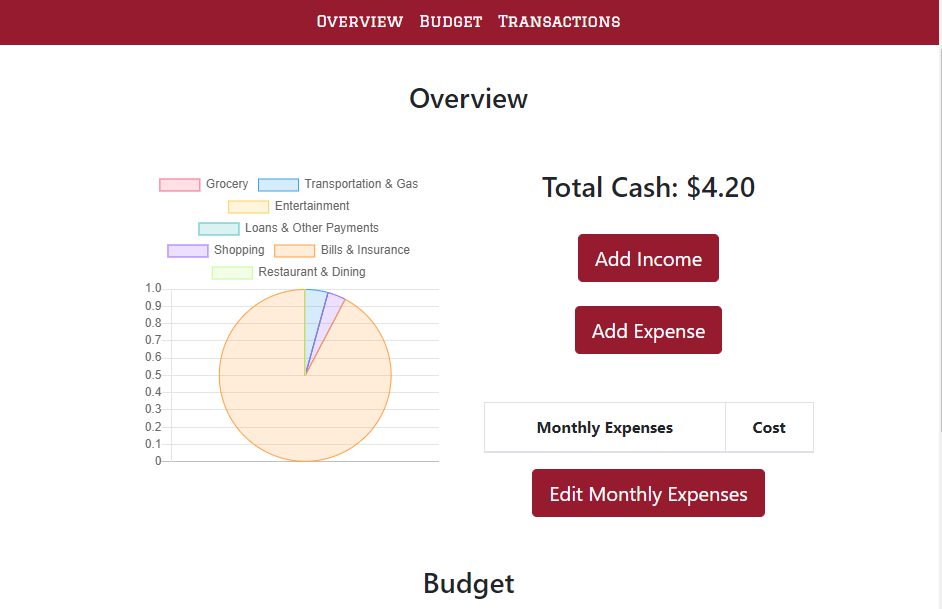 Overview Budget Transactions
Overview
Grocery Transportation & Gas
Entertainment
Loans & Other Payments
Shopping Bills & Insurance
Restaurant & Dining
1.0
0.9
0.8
0.7
0.6
0.5
0.4
0.3
0.2
0.1
0
Total Cash: $4.20
Add Income
Add Expense
Monthly Expenses Cost
Edit Monthly Expenses
Budget